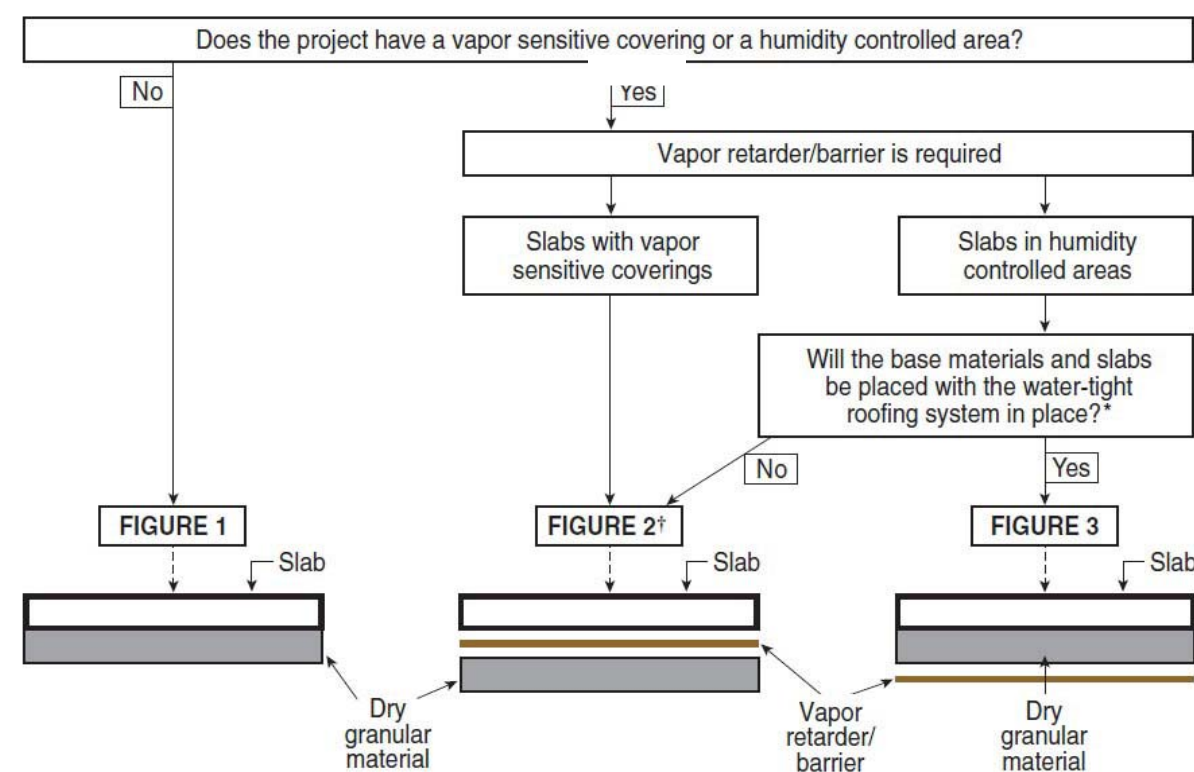 Does the project have a vapor sensitive covering or a humidity controlled area?
No
Yes
Vapor retarder/barrier is required
Slabs with vapor
sensitive coverings
Slabs in humidity
controlled areas
Will the base materials and slabs
be placed with the water-tight
roofing system in place?*
No
Yes
FIGURE 1
FIGURE 2†
FIGURE 3
Slab
Slab
Slab
Dry
granular
material
Vapor
retarder/
barrier
Dry
granular
material